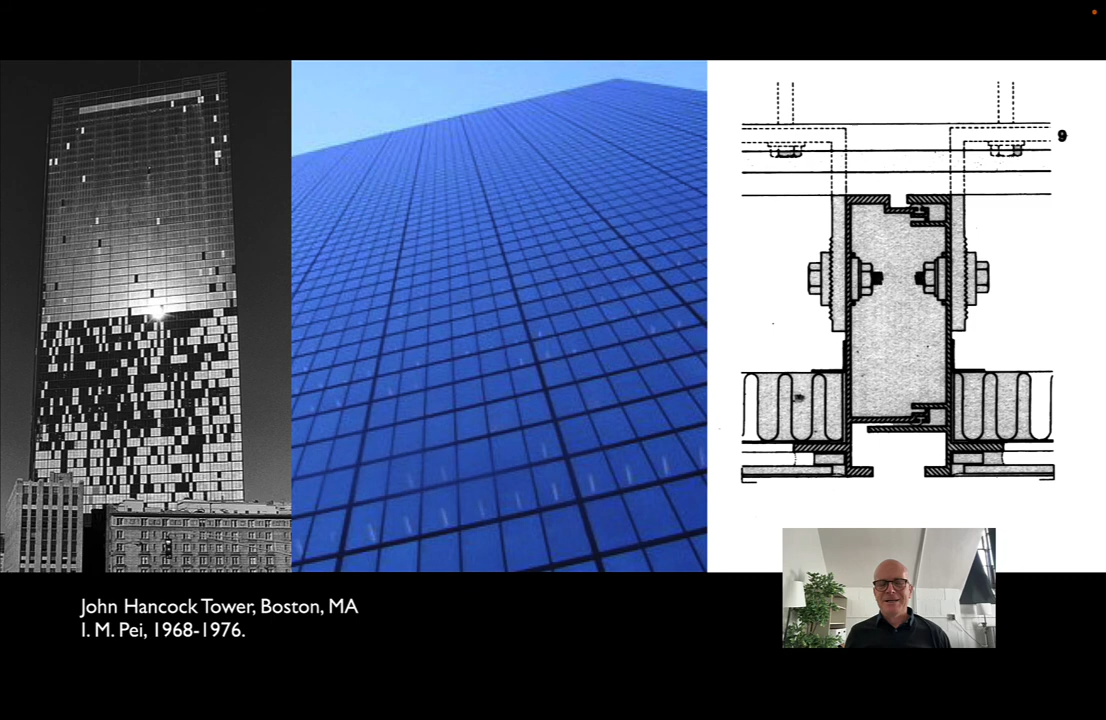 9
John Hancock Tower, Boston, MA
I. M. Pei, 1968-1976.